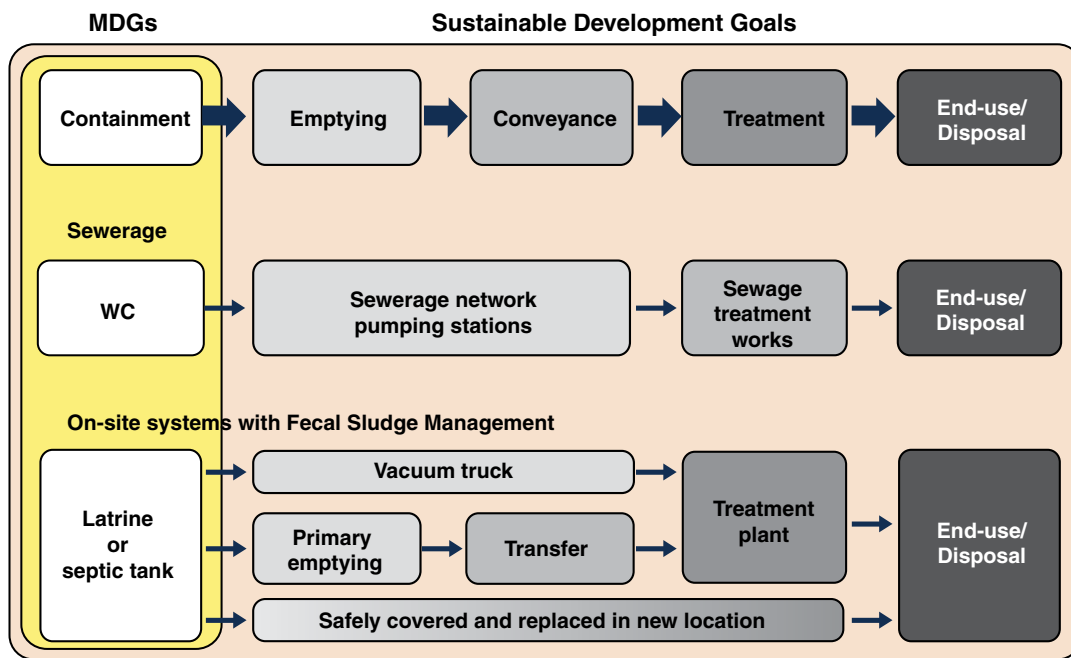 MDGs
Sustainable Development Goals
Containment
Emptying
Conveyance
Treatment
End-use/
Disposal
Sewerage
WC
Sewerage network
pumping stations
Sewage
treatment
works
End-use/
Disposal
On-site systems with Fecal Sludge Management
Latrine
or
septic tank
Vacuum truck
Primary
emptying
Transfer
Treatment
plant
Safely covered and replaced in new location
End-use/
Disposal